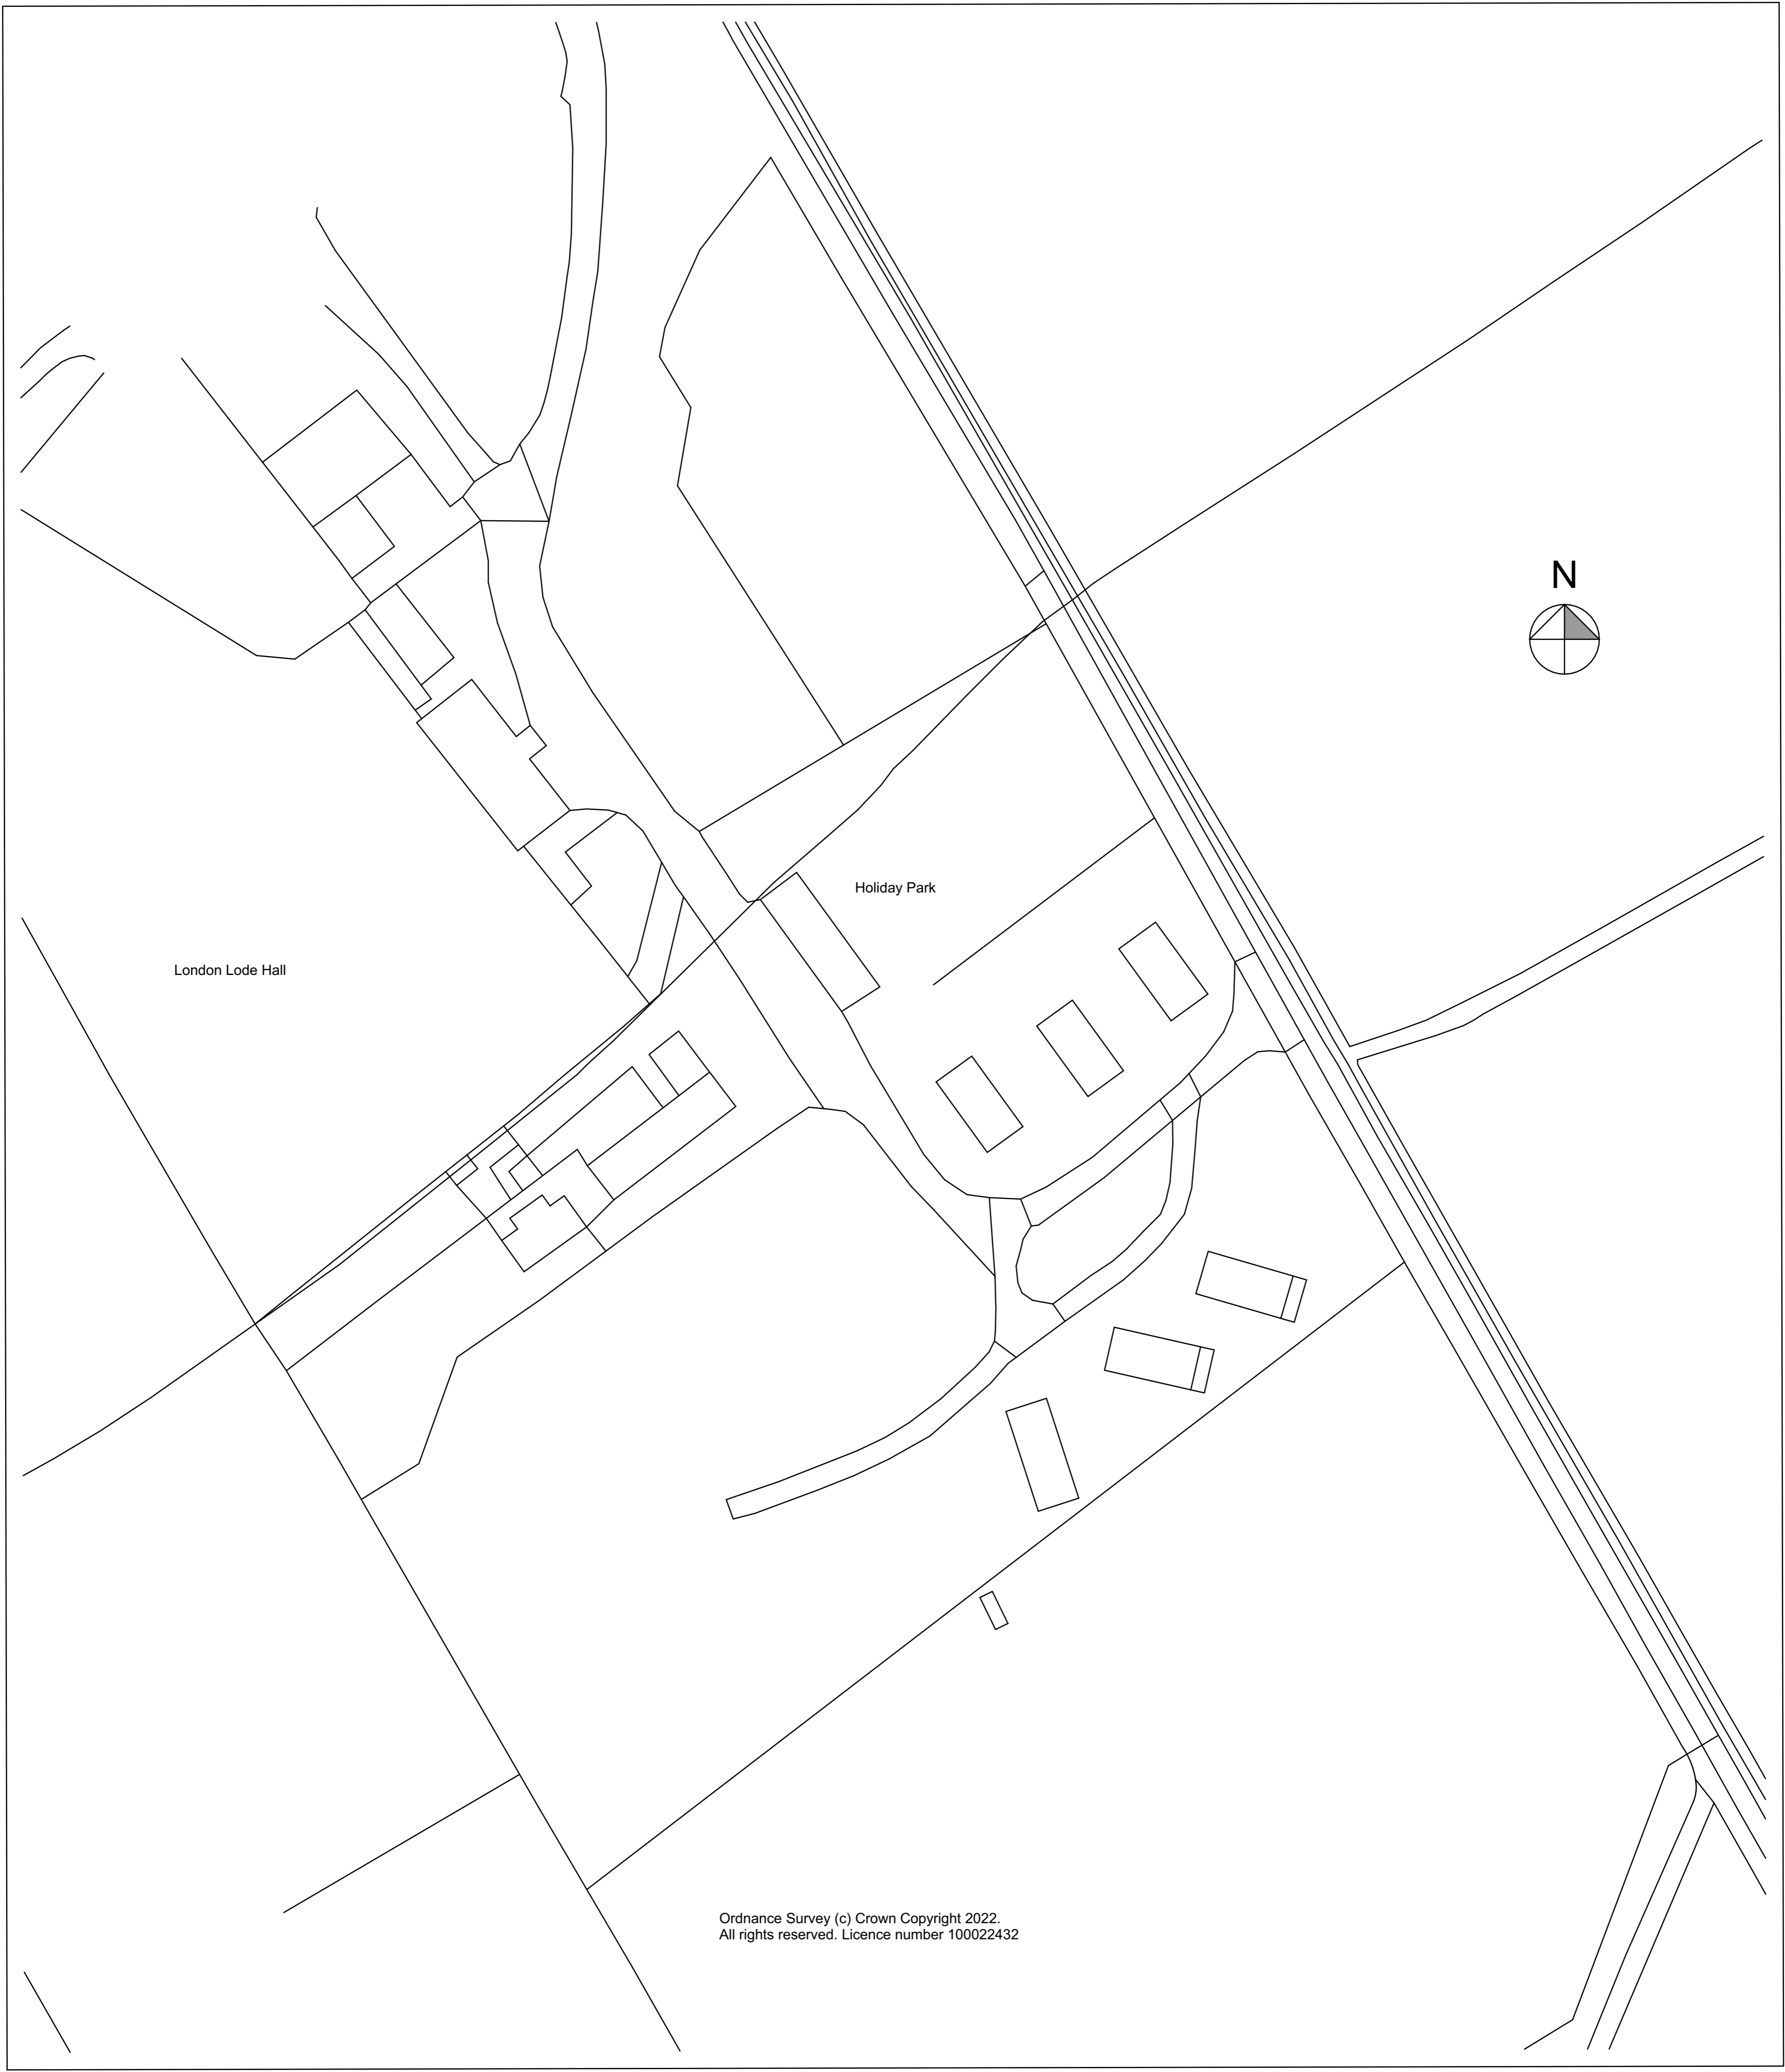 N
Holiday Park
London Lode Hall
Ordnance Survey (c) Crown Copyright 2022.
All rights reserved. Licence number 100022432